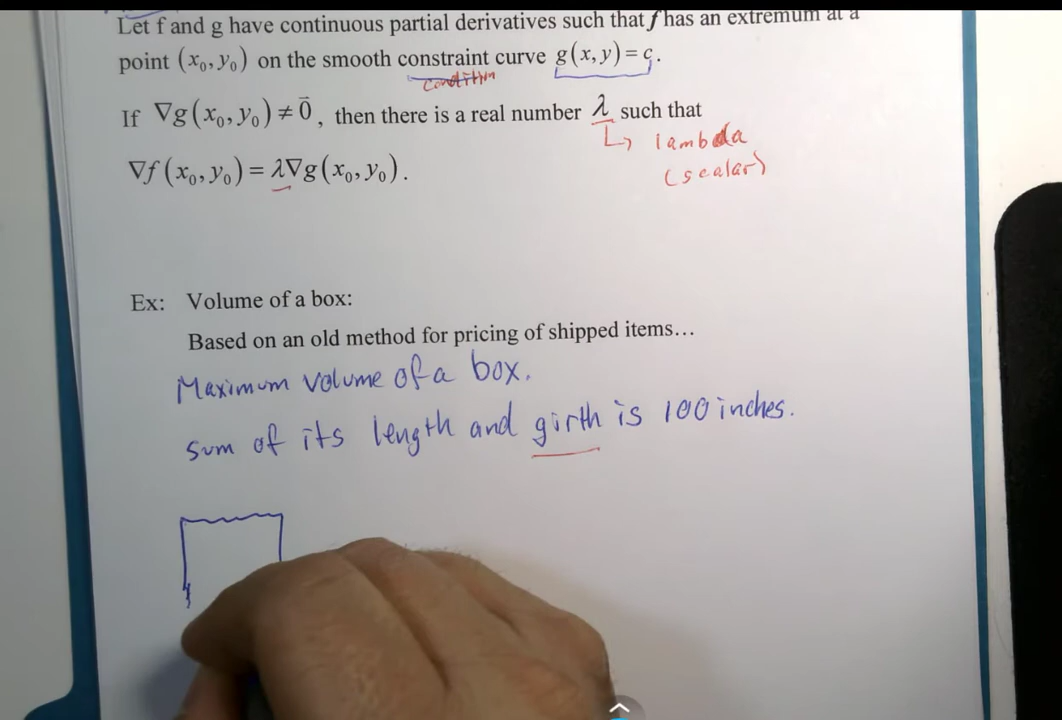 Let f and g have continuous partial derivatives such that f has an extremum at a
point (x₀, y₀) on the smooth constraint curve g(x, y) = c.
condition
If ∇g(x₀, y₀) ≠ 0⃗, then there is a real number λ such that
↳ lambda
∇f(x₀, y₀) = λ∇g(x₀, y₀).
(scalar)
Ex: Volume of a box:
Based on an old method for pricing of shipped items…
Maximum volume of a box.
sum of its length and girth is 100 inches.